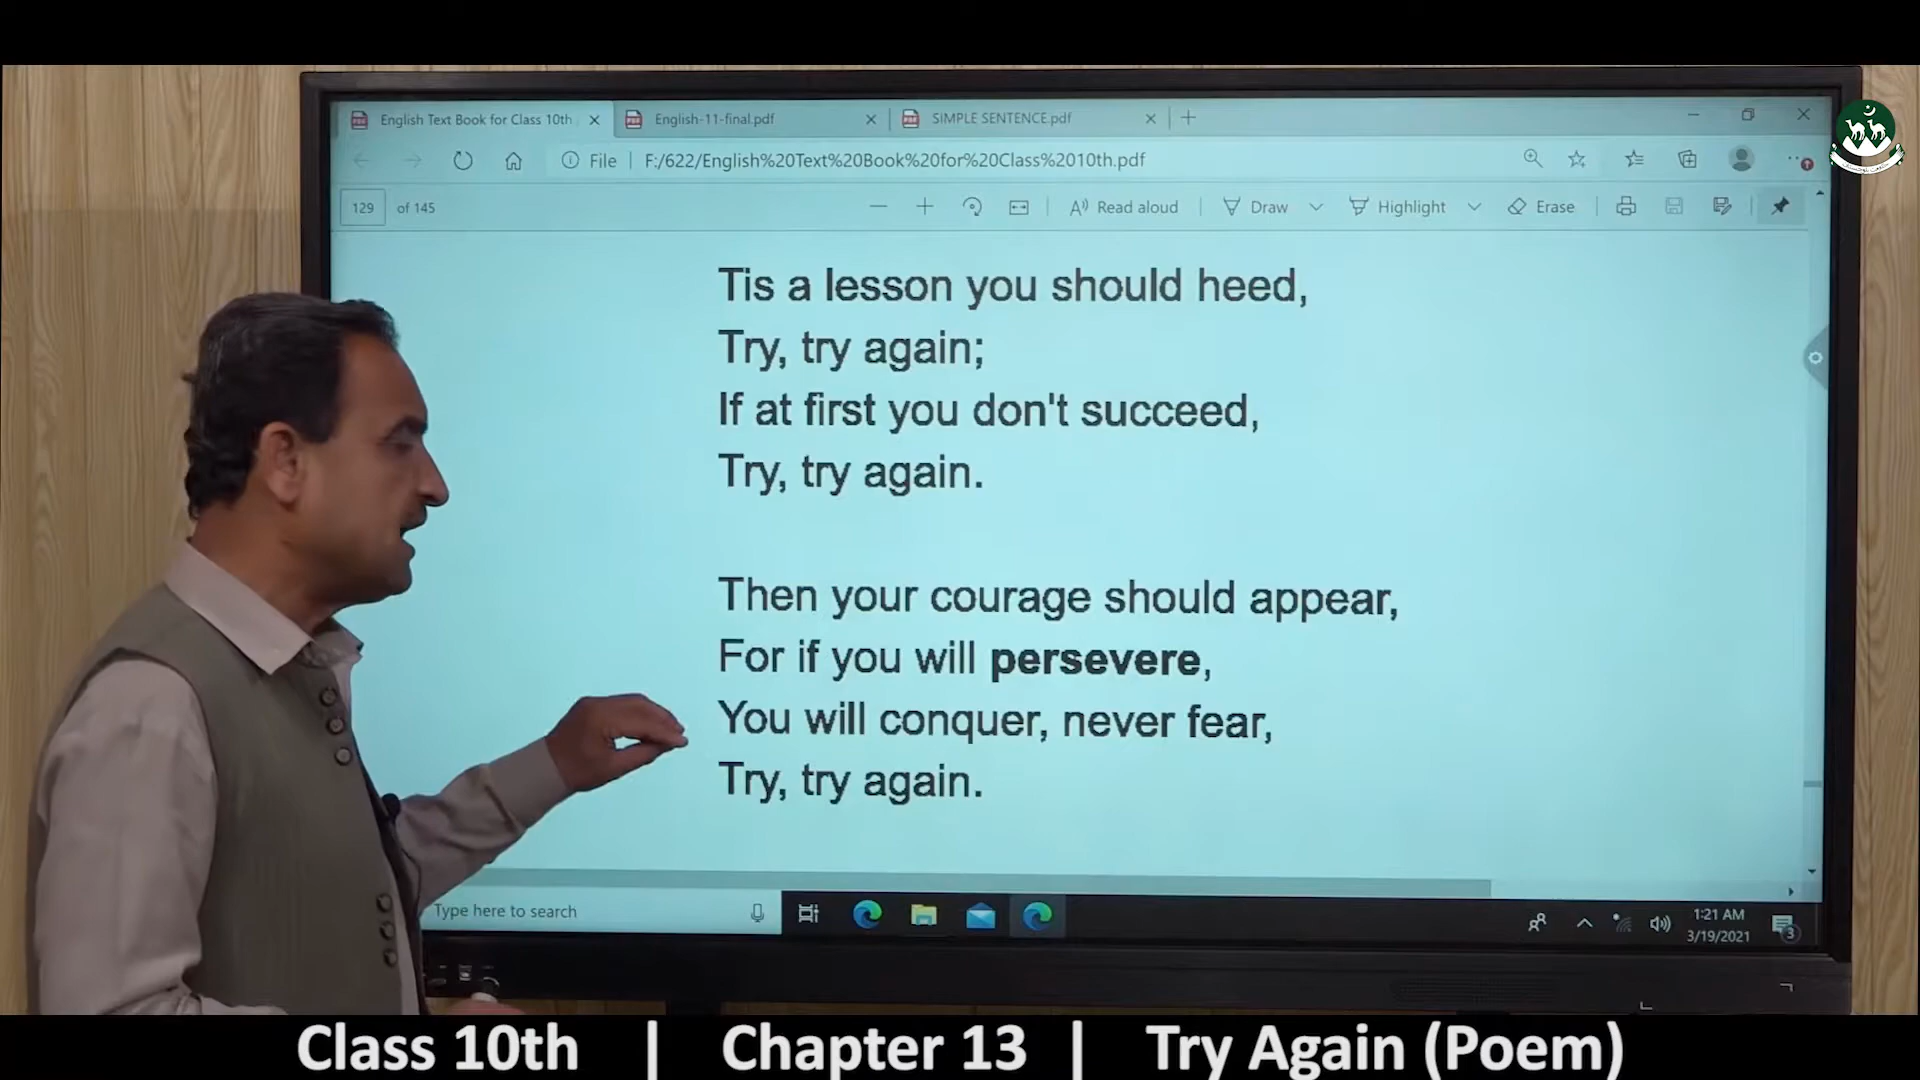 English Text Book for Class 10th
English-11-final.pdf
SIMPLE SENTENCE.pdf
File
F:/622/English%20Text%20Book%20for%20Class%2010th.pdf
129 of 145
Read aloud
Draw
Highlight
Erase
Tis a lesson you should heed,
Try, try again;
If at first you don't succeed,
Try, try again.
Then your courage should appear,
For if you will persevere,
You will conquer, never fear,
Try, try again.
Type here to search
1:21 AM
3/19/2021
3
Class 10th | Chapter 13 | Try Again (Poem)